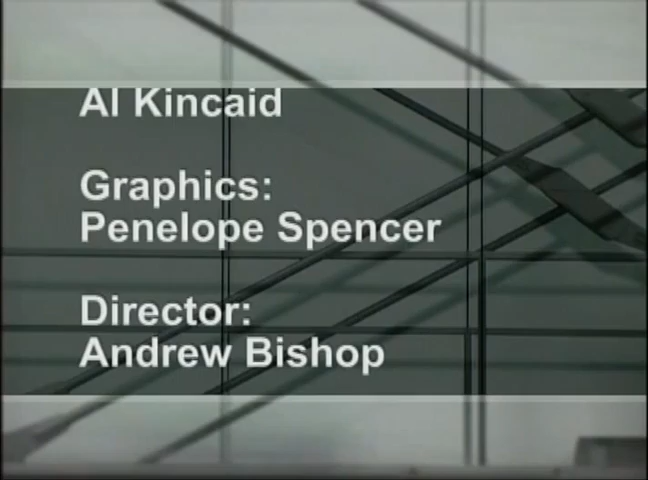 Al Kincaid
Graphics:
Penelope Spencer
Director:
Andrew Bishop